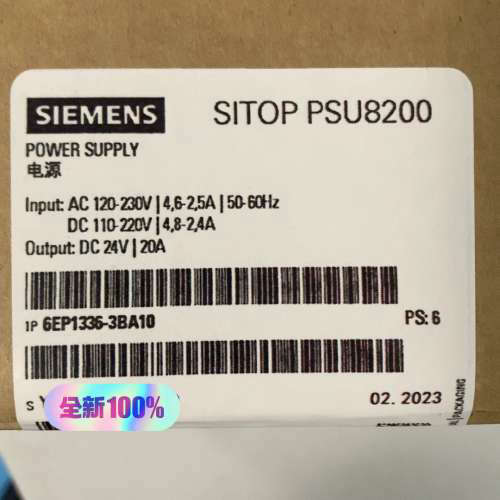 SIEMENS
SITOP PSU8200
POWER SUPPLY
电源
Input: AC 120-230V | 4,6-2,5A | 50-60Hz
DC 110-220V | 4,8-2,4A
Output: DC 24V | 20A
1P 6EP1336-3BA10
PS: 6
S
全新100%
02. 2023
PACKAGING